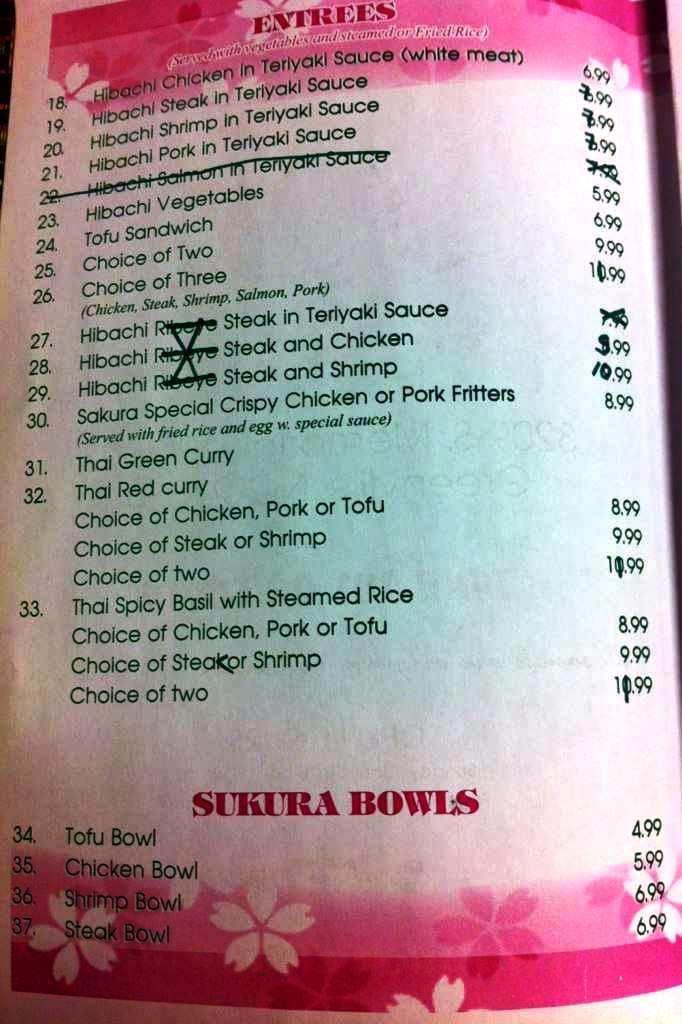 ENTREES
(Served with vegetables and steamed or Fried Rice)
18. Hibachi Chicken in Teriyaki Sauce (white meat) 6.99
19. Hibachi Steak in Teriyaki Sauce 7.99
20. Hibachi Shrimp in Teriyaki Sauce 7.99
21. Hibachi Pork in Teriyaki Sauce 7.99
22. Hibachi Salmon in Teriyaki Sauce
23. Hibachi Vegetables 5.99
24. Tofu Sandwich 6.99
25. Choice of Two 9.99
26. Choice of Three 10.99
(Chicken, Steak, Shrimp, Salmon, Pork)
27. Hibachi Ribeye Steak in Teriyaki Sauce
28. Hibachi Ribeye Steak and Chicken 9.99
29. Hibachi Ribeye Steak and Shrimp 10.99
30. Sakura Special Crispy Chicken or Pork Fritters 8.99
(Served with fried rice and egg w. special sauce)
31. Thai Green Curry
32. Thai Red curry
Choice of Chicken, Pork or Tofu 8.99
Choice of Steak or Shrimp 9.99
Choice of two 10.99
33. Thai Spicy Basil with Steamed Rice
Choice of Chicken, Pork or Tofu 8.99
Choice of Steak or Shrimp 9.99
Choice of two 10.99
SUKURA BOWLS
34. Tofu Bowl 4.99
35. Chicken Bowl 5.99
36. Shrimp Bowl 6.99
37. Steak Bowl 6.99